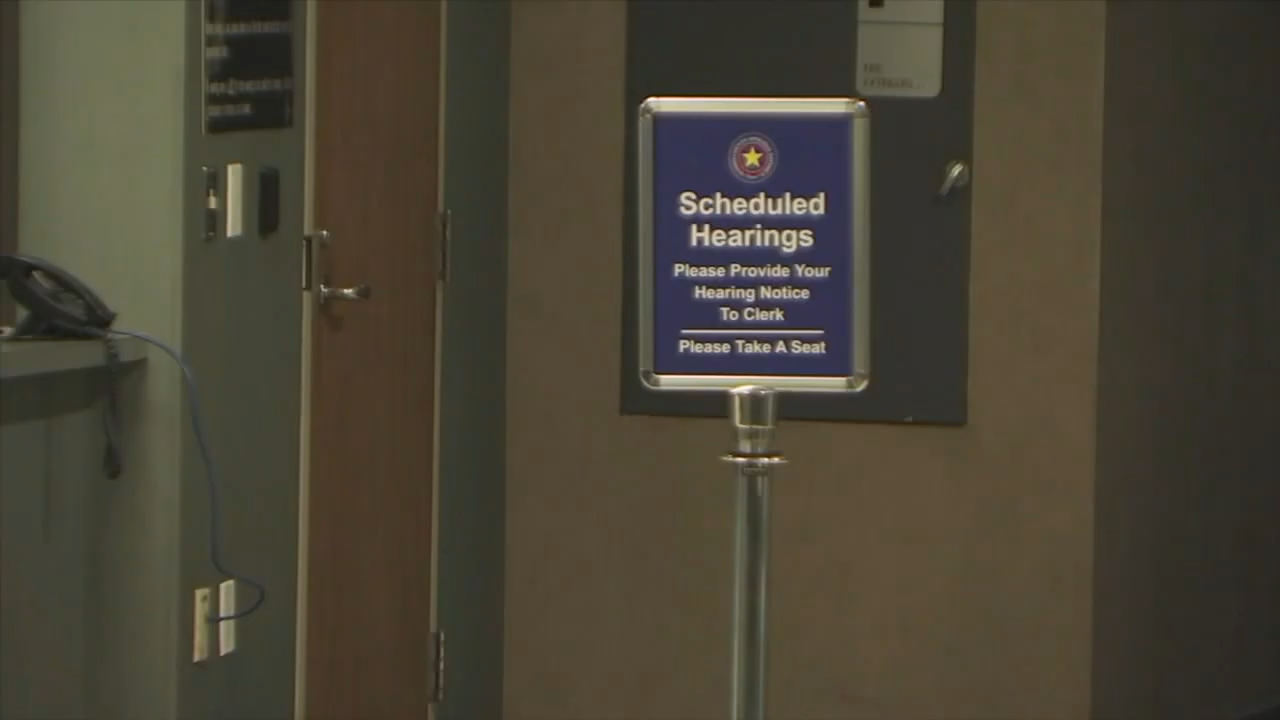 Scheduled
Hearings
Please Provide Your
Hearing Notice
To Clerk
Please Take A Seat